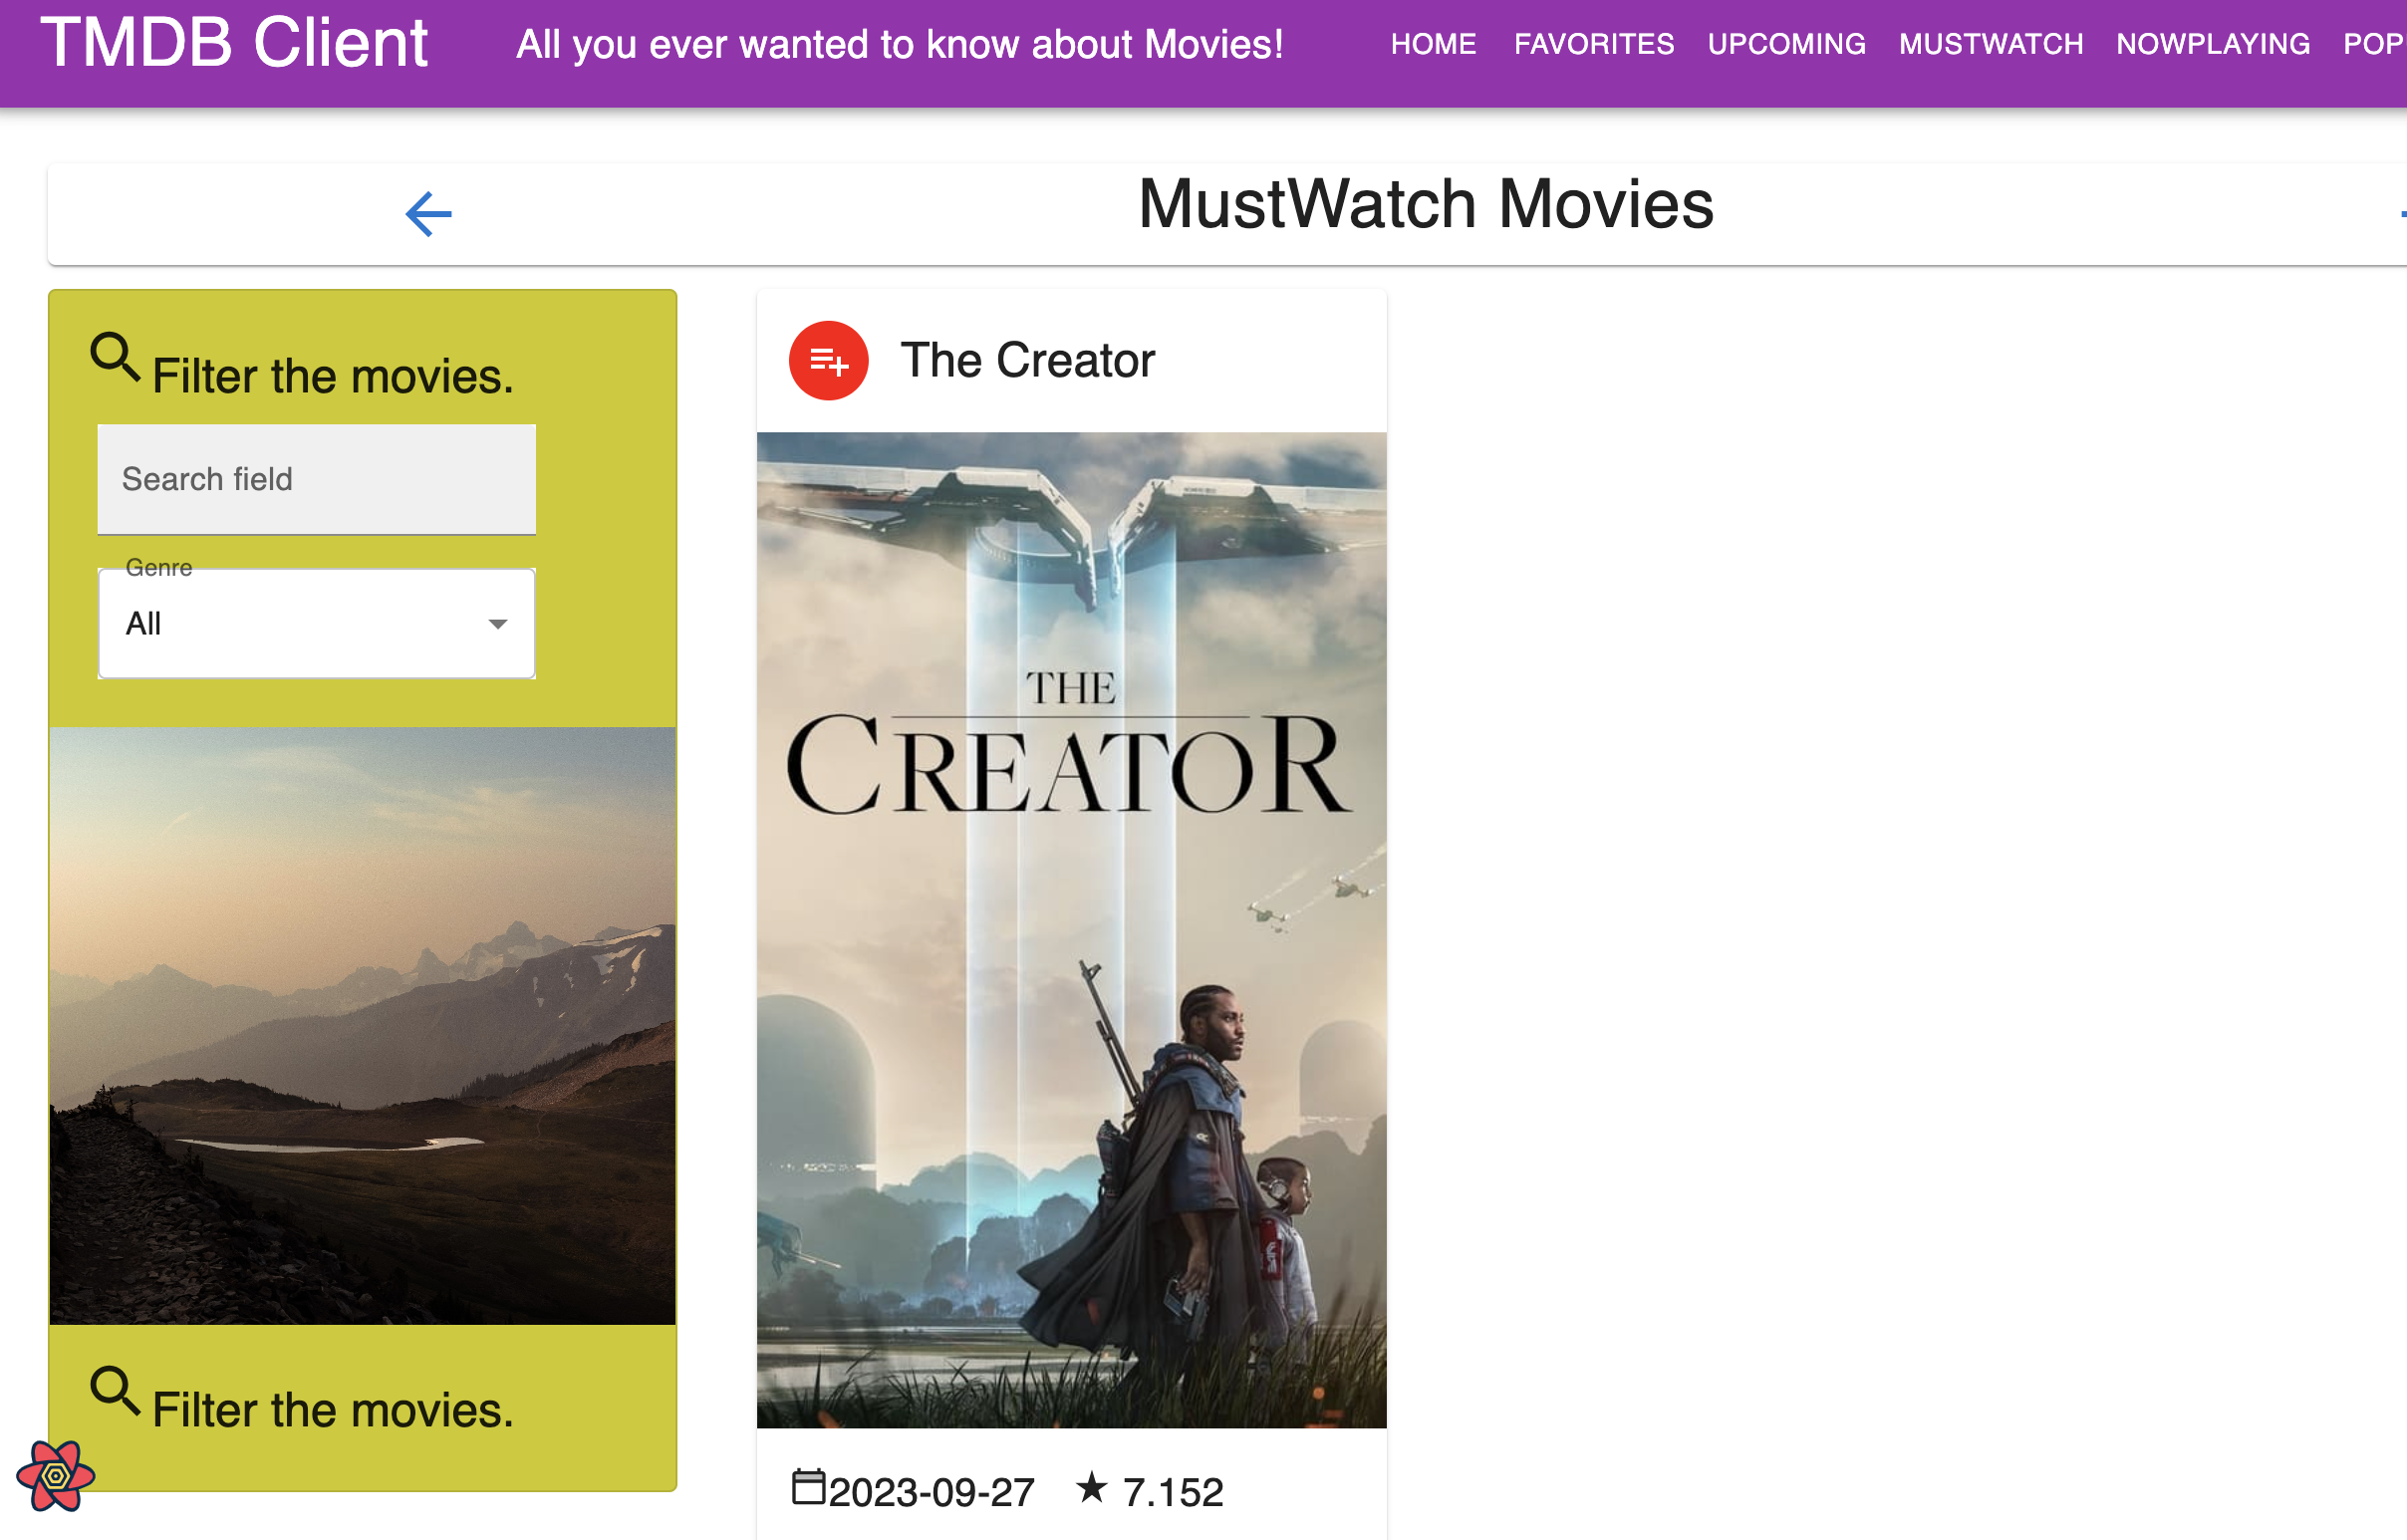 TMDB Client All you ever wanted to know about Movies! HOME FAVORITES UPCOMING MUSTWATCH NOWPLAYING POP
MustWatch Movies
Filter the movies.
Search field
Genre
All
Filter the movies.
The Creator
THE
CREATOR
2023-09-27 ★ 7.152